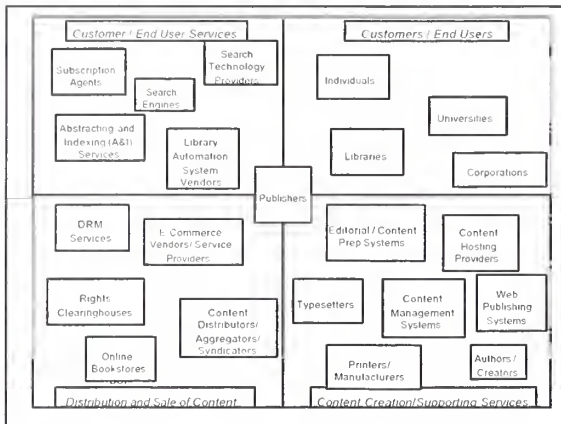 Customer / End User Services
Subscription
Agents
Search
Technology
Providers
Search
Engines
Abstracting and
Indexing (A&I)
Services
Library
Automation
System
Vendors
Customers / End Users
Individuals
Universities
Libraries
Corporations
Publishers
DRM
Services
E-Commerce
Vendors/ Service
Providers
Rights
Clearinghouses
Content
Distributors/
Aggregators/
Syndicators
Online
Bookstores
Distribution and Sale of Content
Editorial / Content
Prep Systems
Content
Hosting
Providers
Typesetters
Content
Management
Systems
Web
Publishing
Systems
Printers/
Manufacturers
Authors /
Creators
Content Creation/Supporting Services